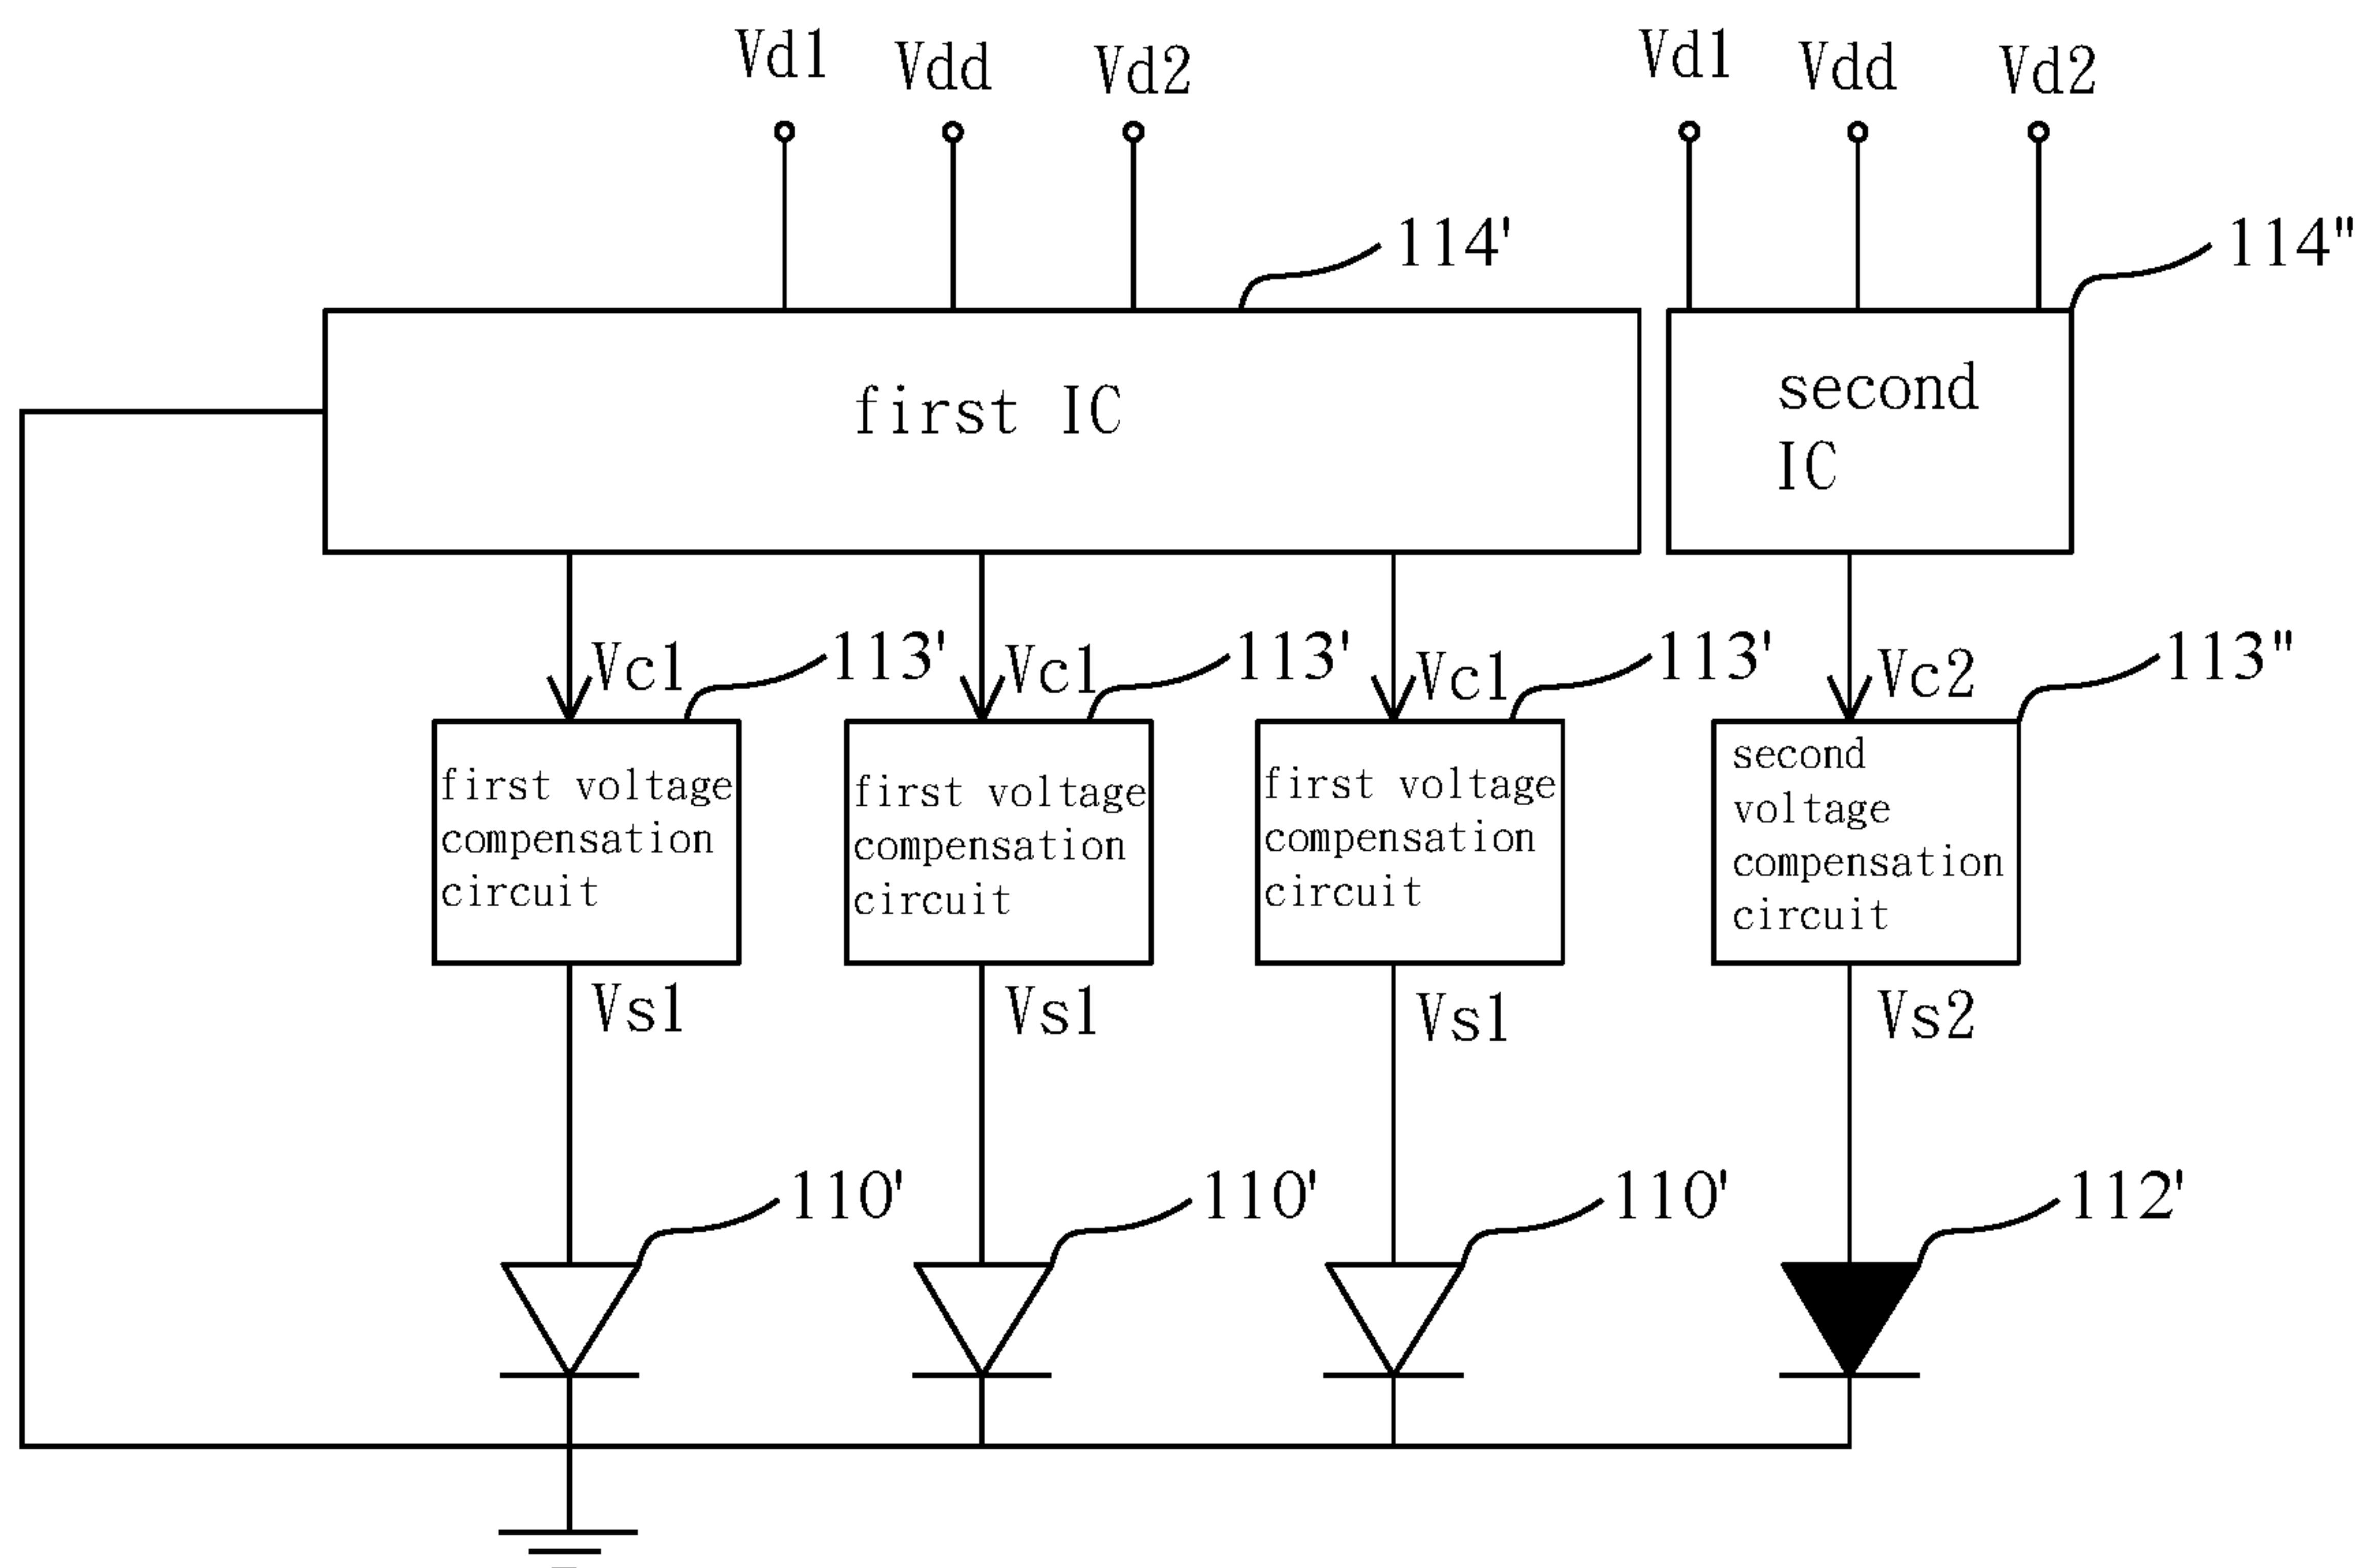 Vd1 Vdd Vd2 Vd1 Vdd Vd2
114' 114"
first IC
second
IC
Vc1 113' Vc1 113' Vc1 113' Vc2 113"
first voltage
compensation
circuit
first voltage
compensation
circuit
first voltage
compensation
circuit
second
voltage
compensation
circuit
Vs1 Vs1 Vs1 Vs2
110' 110' 110' 112'